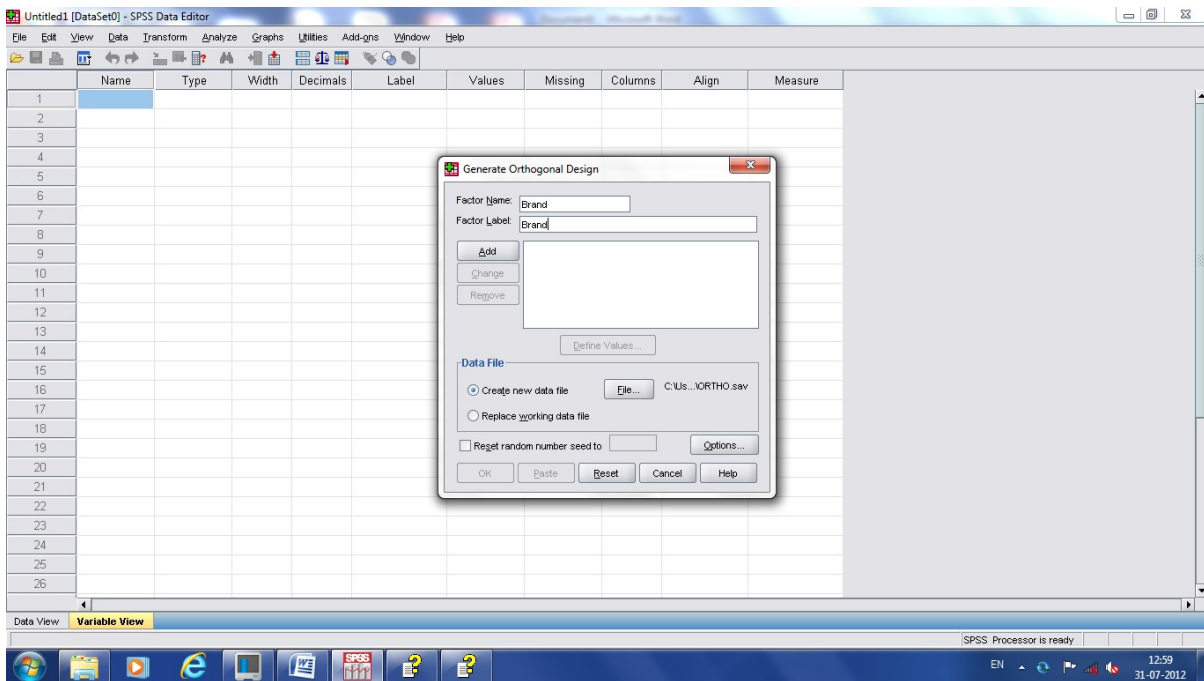 Untitled1 [DataSet0] - SPSS Data Editor
File Edit View Data Transform Analyze Graphs Utilities Add-ons Window Help
Name Type Width Decimals Label Values Missing Columns Align Measure
1
2
3
4
5
6
7
8
9
10
11
12
13
14
15
16
17
18
19
20
21
22
23
24
25
26
Generate Orthogonal Design
Factor Name: Brand
Factor Label: Brand
Add
Change
Remove
Define Values...
Data File
Create new data file File... C:\Us...\ORTHO.sav
Replace working data file
Reset random number seed to Options...
OK Paste Reset Cancel Help
Data View Variable View
SPSS Processor is ready
SPSS
EN 12:59
31-07-2012